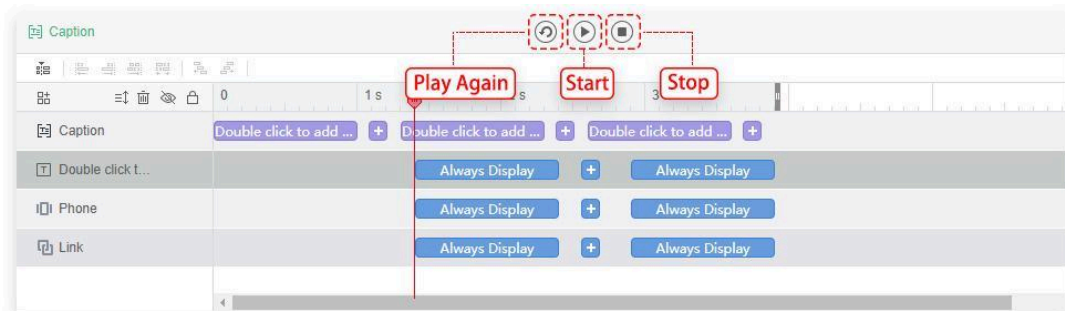 Caption
Play Again Start Stop
0 1 s s 3
Caption Double click to add ... + Double click to add ... + Double click to add ... +
Double click t... Always Display + Always Display
Phone Always Display + Always Display
Link Always Display + Always Display